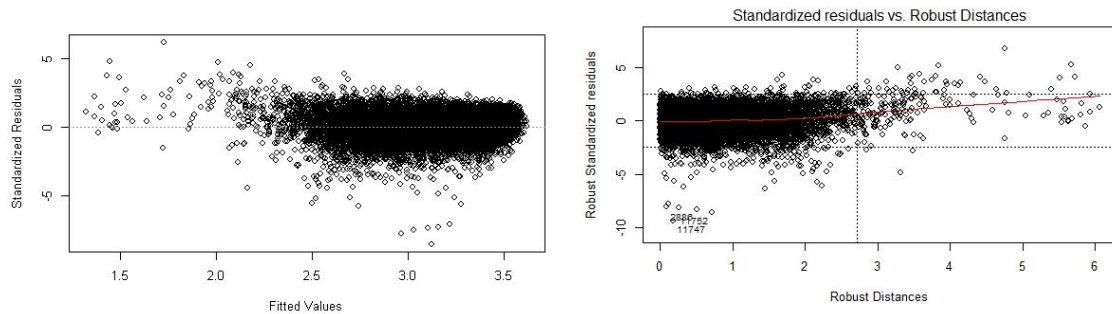 Standardized Residuals
5
0
-5
1.5 2.0 2.5 3.0 3.5
Fitted Values
Standardized residuals vs. Robust Distances
Robust Standardized residuals
5
0
-5
-10
2886
11752
11747
0 1 2 3 4 5 6
Robust Distances